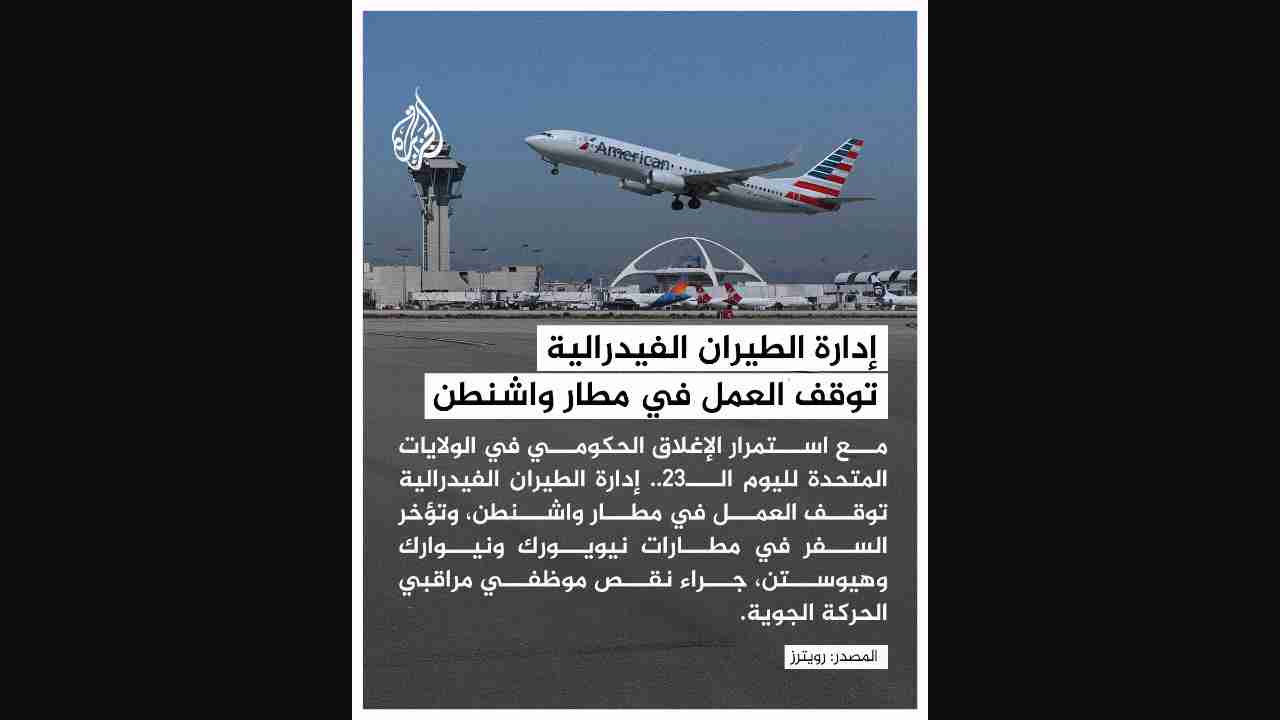 الجزيرة
American
إدارة الطيران الفيدرالية
توقف العمل في مطار واشنطن
مع استمرار الإغلاق الحكومي في الولايات
المتحدة لليوم الـ23.. إدارة الطيران الفيدرالية
توقف العمل في مطار واشنطن، وتؤخر
السفر في مطارات نيويورك ونيوارك
وهيوستن، جراء نقص موظفي مراقبي
الحركة الجوية.
المصدر: رويترز